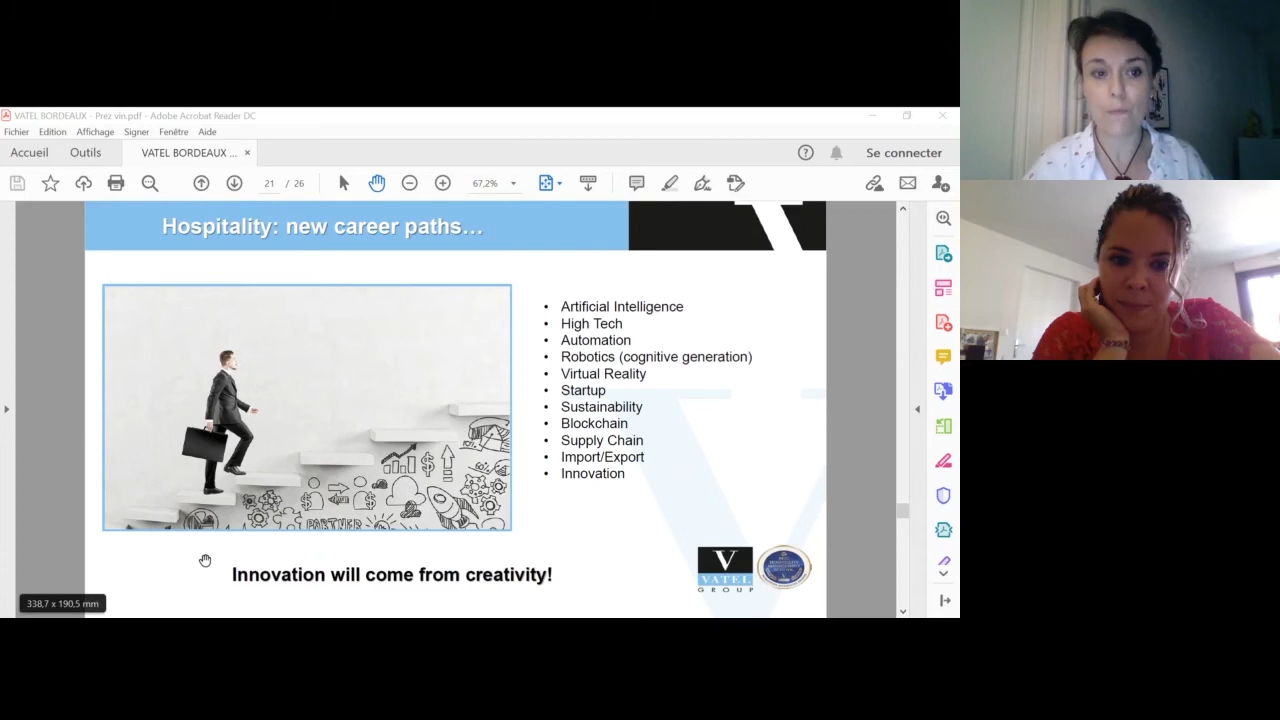 VATEL BORDEAUX - Prez vin.pdf - Adobe Acrobat Reader DC
Fichier Edition Affichage Signer Fenêtre Aide
Accueil Outils VATEL BORDEAUX ... × Se connecter
21 / 26 67,2%
Hospitality: new career paths…
• Artificial Intelligence
• High Tech
• Automation
• Robotics (cognitive generation)
• Virtual Reality
• Startup
• Sustainability
• Blockchain
• Supply Chain
• Import/Export
• Innovation
PARTNER
Innovation will come from creativity!
V
VATEL
GROUP
338,7 x 190,5 mm